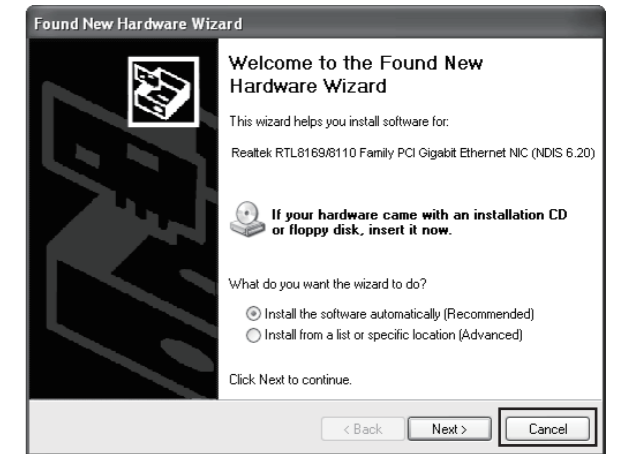 Found New Hardware Wizard
Welcome to the Found New
Hardware Wizard
This wizard helps you install software for:
Realtek RTL8169/8110 Family PCI Gigabit Ethernet NIC (NDIS 6.20)
If your hardware came with an installation CD
or floppy disk, insert it now.
What do you want the wizard to do?
Install the software automatically (Recommended)
Install from a list or specific location (Advanced)
Click Next to continue.
< Back Next > Cancel